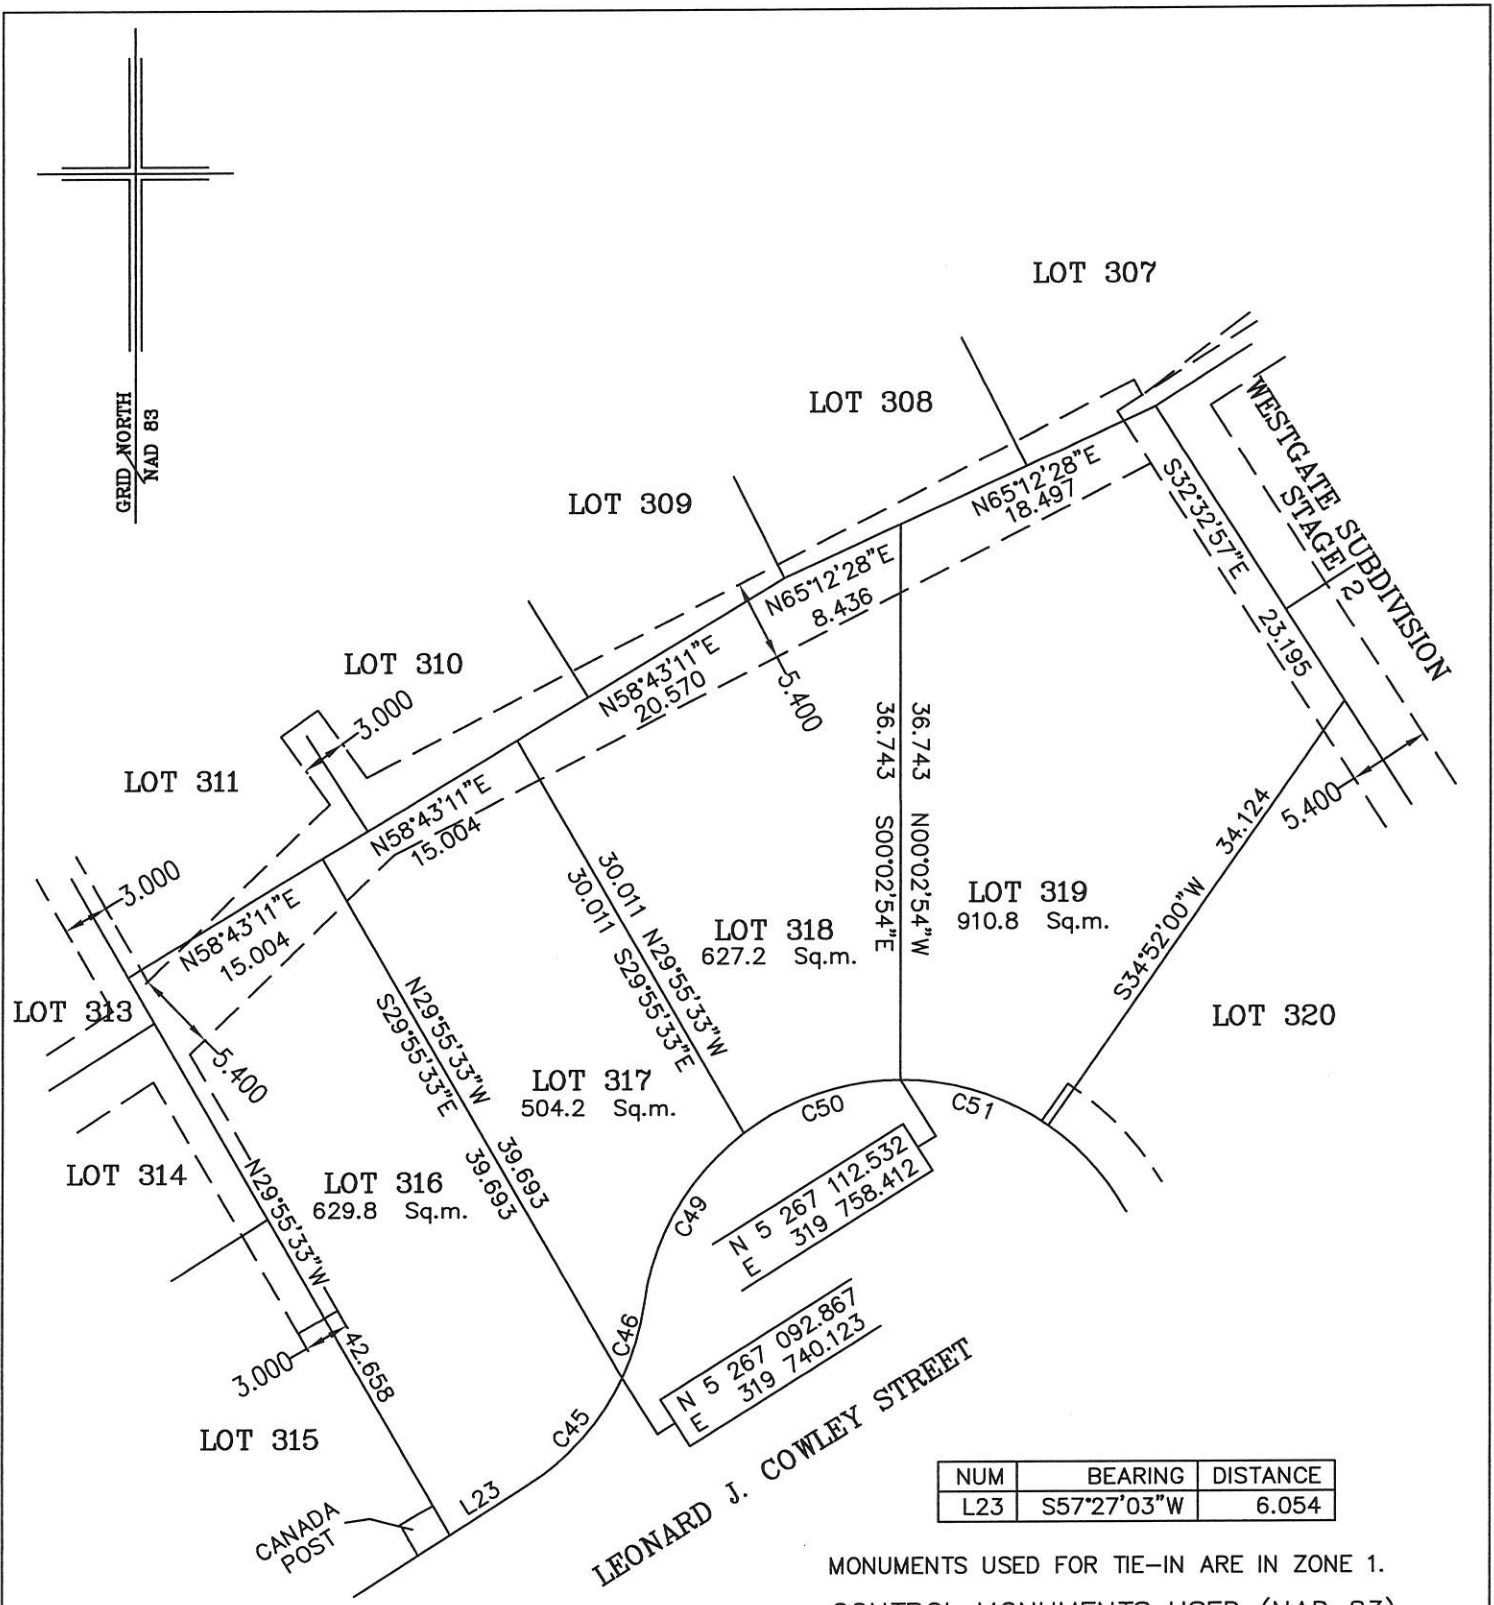 GRID NORTH
NAD 83
LOT 307
LOT 308
LOT 309
LOT 310
LOT 311
LOT 313
LOT 314
LOT 315
WESTGATE SUBDIVISION
STAGE 2
N65°12'28"E
18.497
S32°32'57"E
23.195
N65°12'28"E
8.436
N58°43'11"E
20.570
5.400
3.000
N58°43'11"E
15.004
3.000
N58°43'11"E
15.004
5.400
36.743 S00°02'54"E
36.743 N00°02'54"W
5.400
34.124
S34°52'00"W
30.011 N29°55'33"W
30.011 S29°55'33"E
LOT 319
910.8 Sq.m.
LOT 318
627.2 Sq.m.
LOT 320
N29°55'33"W 39.693
S29°55'33"E 39.693
LOT 317
504.2 Sq.m.
LOT 316
629.8 Sq.m.
N29°55'33"W
42.658
3.000
C50
C51
C49
C46
C45
L23
N 5 267 112.532
E 319 758.412
N 5 267 092.867
E 319 740.123
LEONARD J. COWLEY STREET
CANADA
POST
NUM BEARING DISTANCE
L23 S57°27'03"W 6.054
MONUMENTS USED FOR TIE-IN ARE IN ZONE 1.
CONTROL MONUMENTS USED (NAD 83)